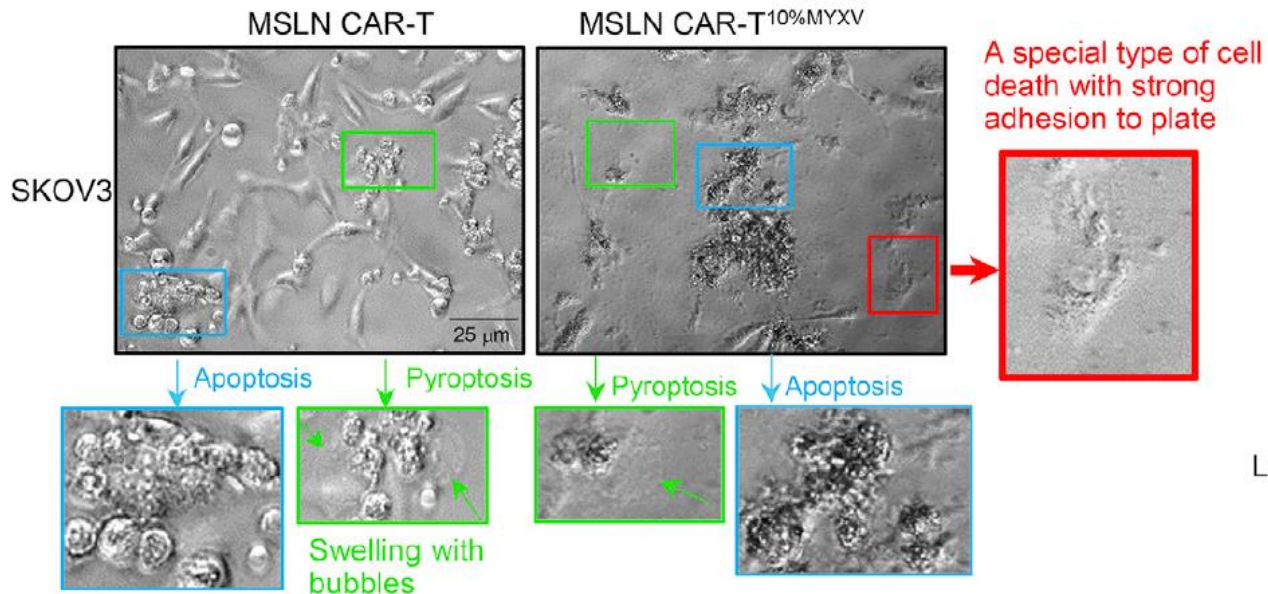 MSLN CAR-T
MSLN CAR-T10%MYXV
A special type of cell
death with strong
adhesion to plate
SKOV3
25 μm
Apoptosis
Pyroptosis
Pyroptosis
Apoptosis
Swelling with
bubbles
L